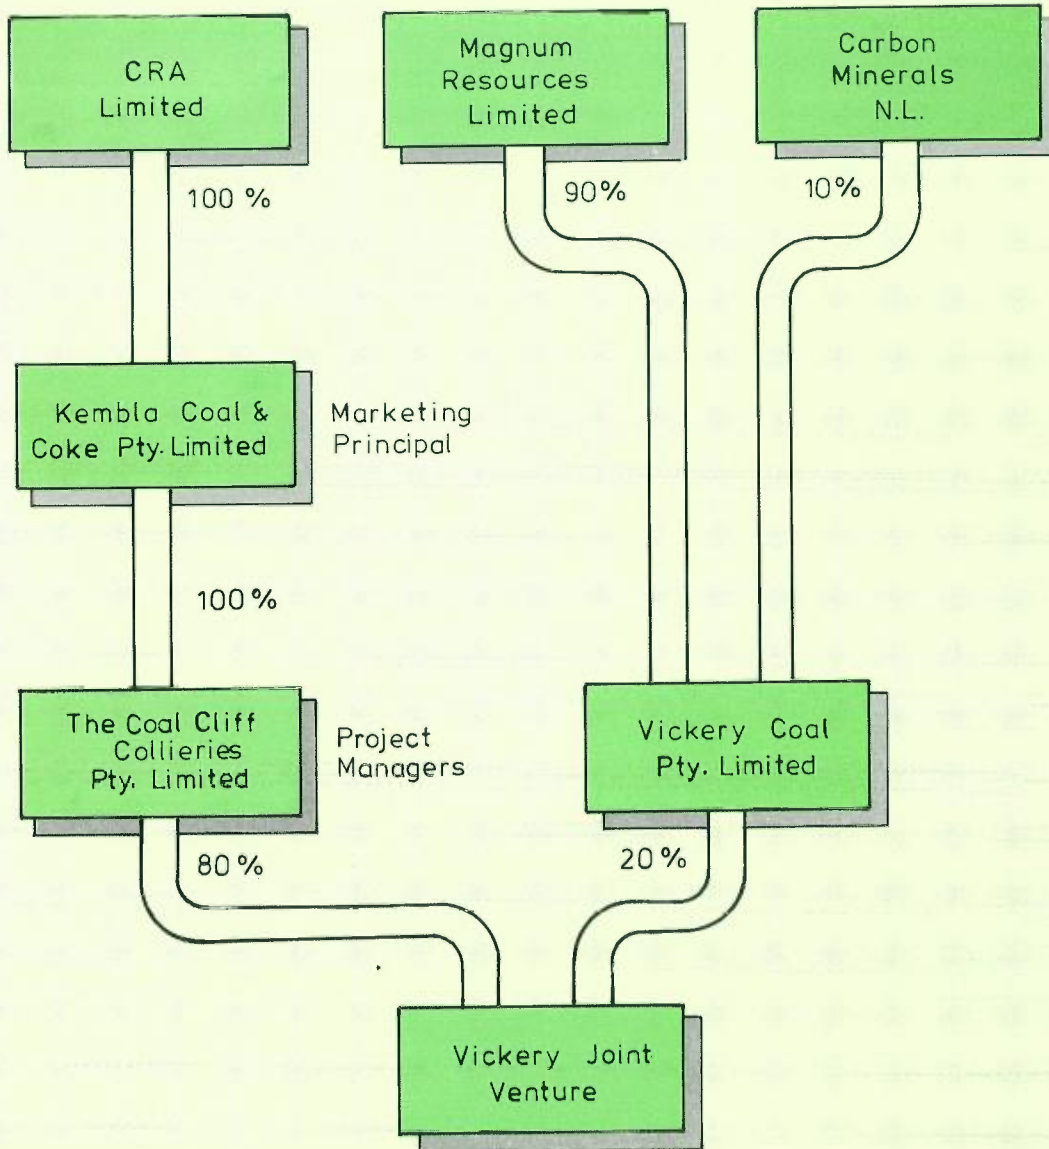 CRA
Limited
Magnum
Resources
Limited
Carbon
Minerals
N.L.
100%
90%
10%
Kembla Coal &
Coke Pty. Limited
Marketing
Principal
100%
The Coal Cliff
Collieries
Pty. Limited
Project
Managers
Vickery Coal
Pty. Limited
80%
20%
Vickery Joint
Venture